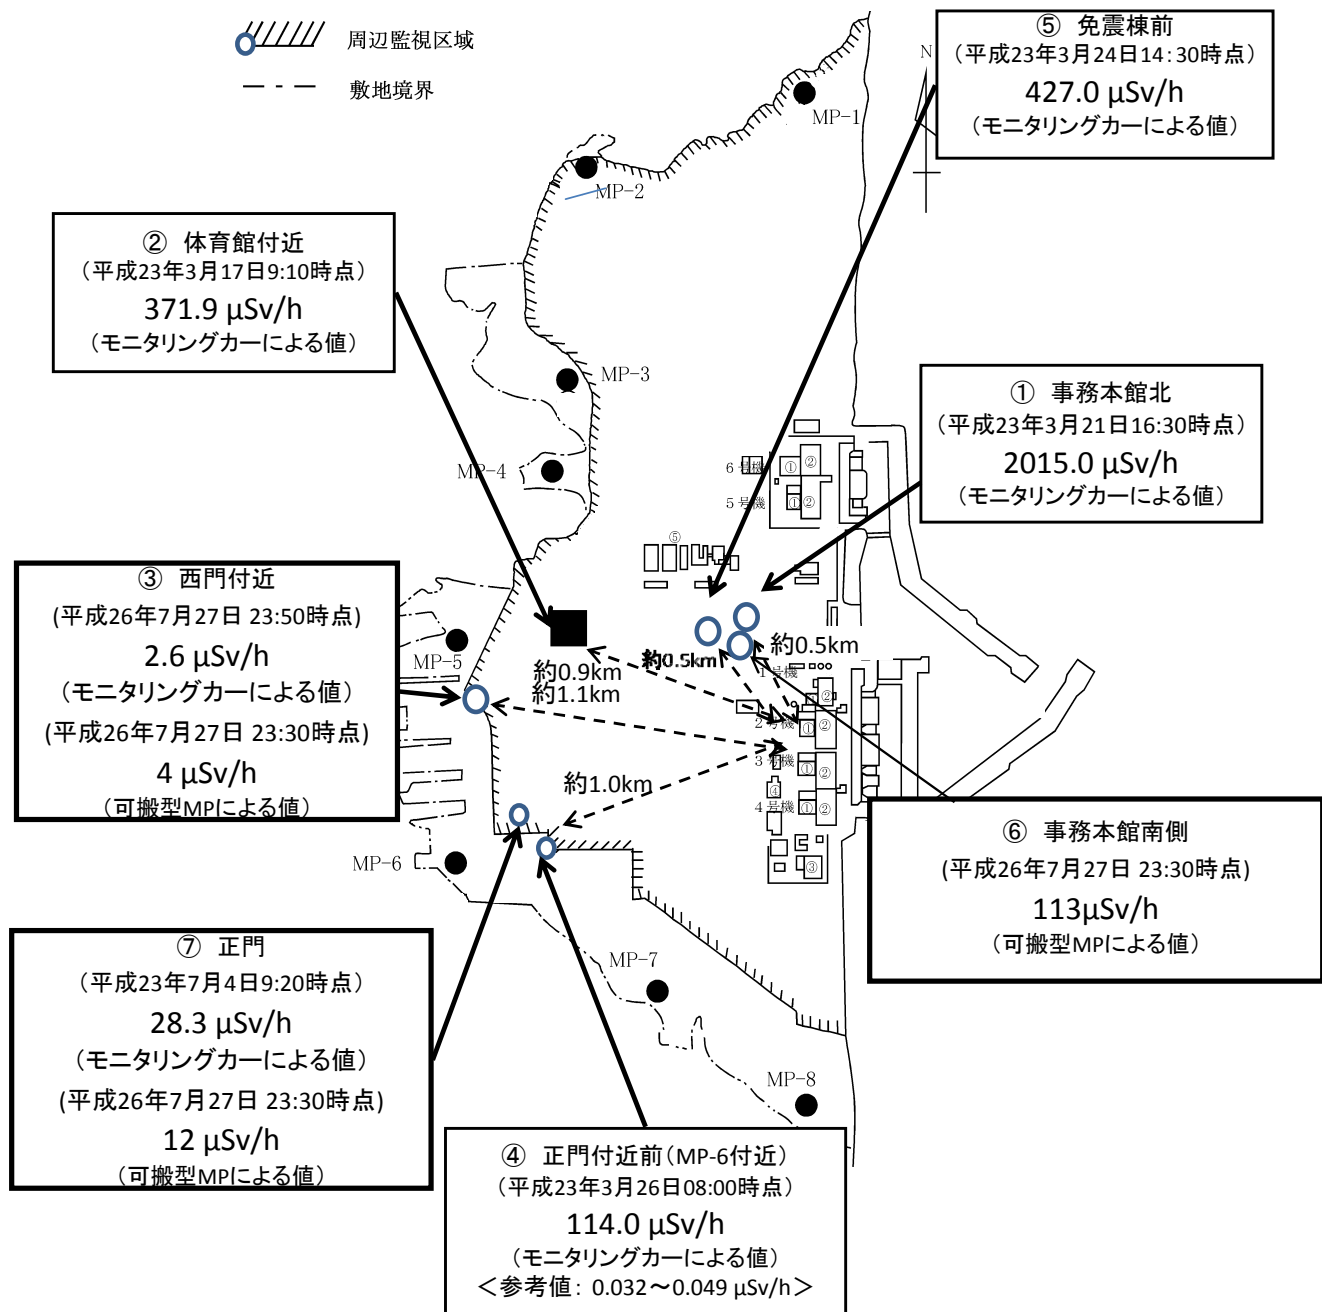 周辺監視区域
敷地境界
⑤ 免震棟前
(平成23年3月24日14:30時点)
427.0 μSv/h
(モニタリングカーによる値)
N
MP-1
MP-2
② 体育館付近
(平成23年3月17日9:10時点)
371.9 μSv/h
(モニタリングカーによる値)
MP-3
MP-4
① 事務本館北
(平成23年3月21日16:30時点)
2015.0 μSv/h
(モニタリングカーによる値)
6号機
① ②
5号機
① ②
⑤
③ 西門付近
(平成26年7月27日 23:50時点)
2.6 μSv/h
(モニタリングカーによる値)
(平成26年7月27日 23:30時点)
4 μSv/h
(可搬型MPによる値)
MP-5
約0.9km
約1.1km
約0.5km
約0.5km
1号機
②
2号機
① ②
3号機
① ②
④
4号機
① ②
③
約1.0km
MP-6
⑥ 事務本館南側
(平成26年7月27日 23:30時点)
113μSv/h
(可搬型MPによる値)
⑦ 正門
(平成23年7月4日9:20時点)
28.3 μSv/h
(モニタリングカーによる値)
(平成26年7月27日 23:30時点)
12 μSv/h
(可搬型MPによる値)
MP-7
MP-8
④ 正門付近前(MP-6付近)
(平成23年3月26日08:00時点)
114.0 μSv/h
(モニタリングカーによる値)
<参考値: 0.032~0.049 μSv/h>